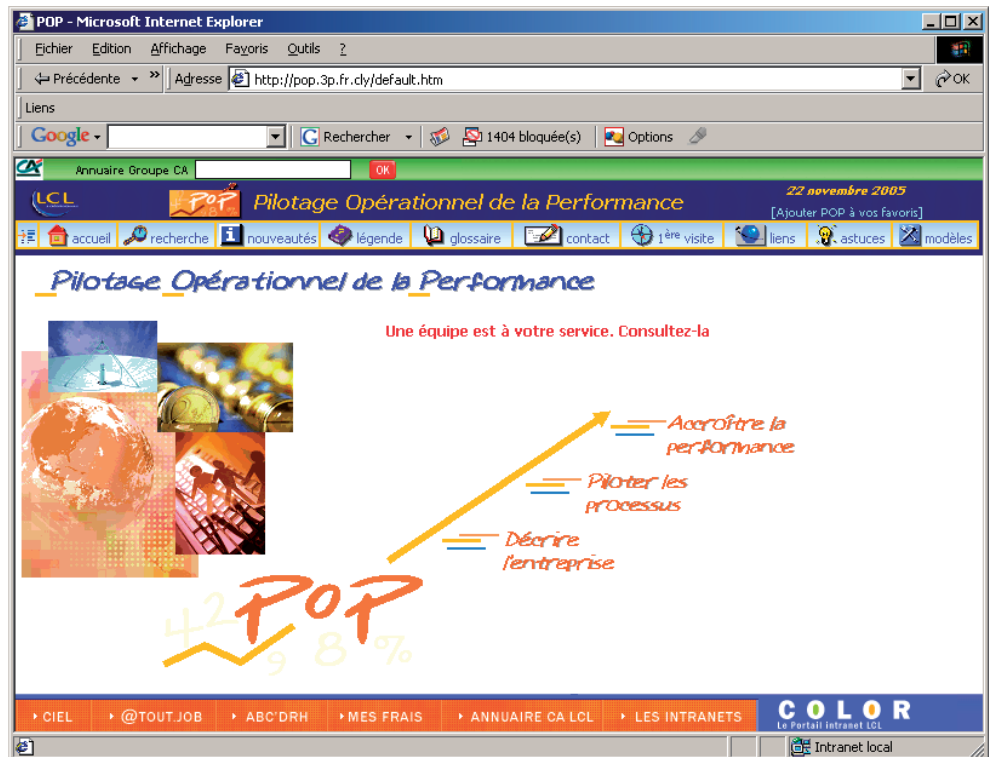 POP - Microsoft Internet Explorer
Fichier Edition Affichage Favoris Outils ?
Précédente » Adresse http://pop.3p.fr.cly/default.htm OK
Liens
Google Rechercher 1404 bloquée(s) Options
CA Annuaire Groupe CA OK
LCL POP Pilotage Opérationnel de la Performance 22 novembre 2005
[Ajouter POP à vos favoris]
accueil recherche nouveautés légende glossaire contact 1ère visite liens astuces modèles
Pilotage Opérationnel de la Performance
Une équipe est à votre service. Consultez-la
Accroître la
performance
Piloter les
processus
Décrire
l'entreprise
POP
42 9 8 %
CIEL @TOUT.JOB ABC'DRH MES FRAIS ANNUAIRE CA LCL LES INTRANETS COLOR
Le Portail intranet LCL
Intranet local